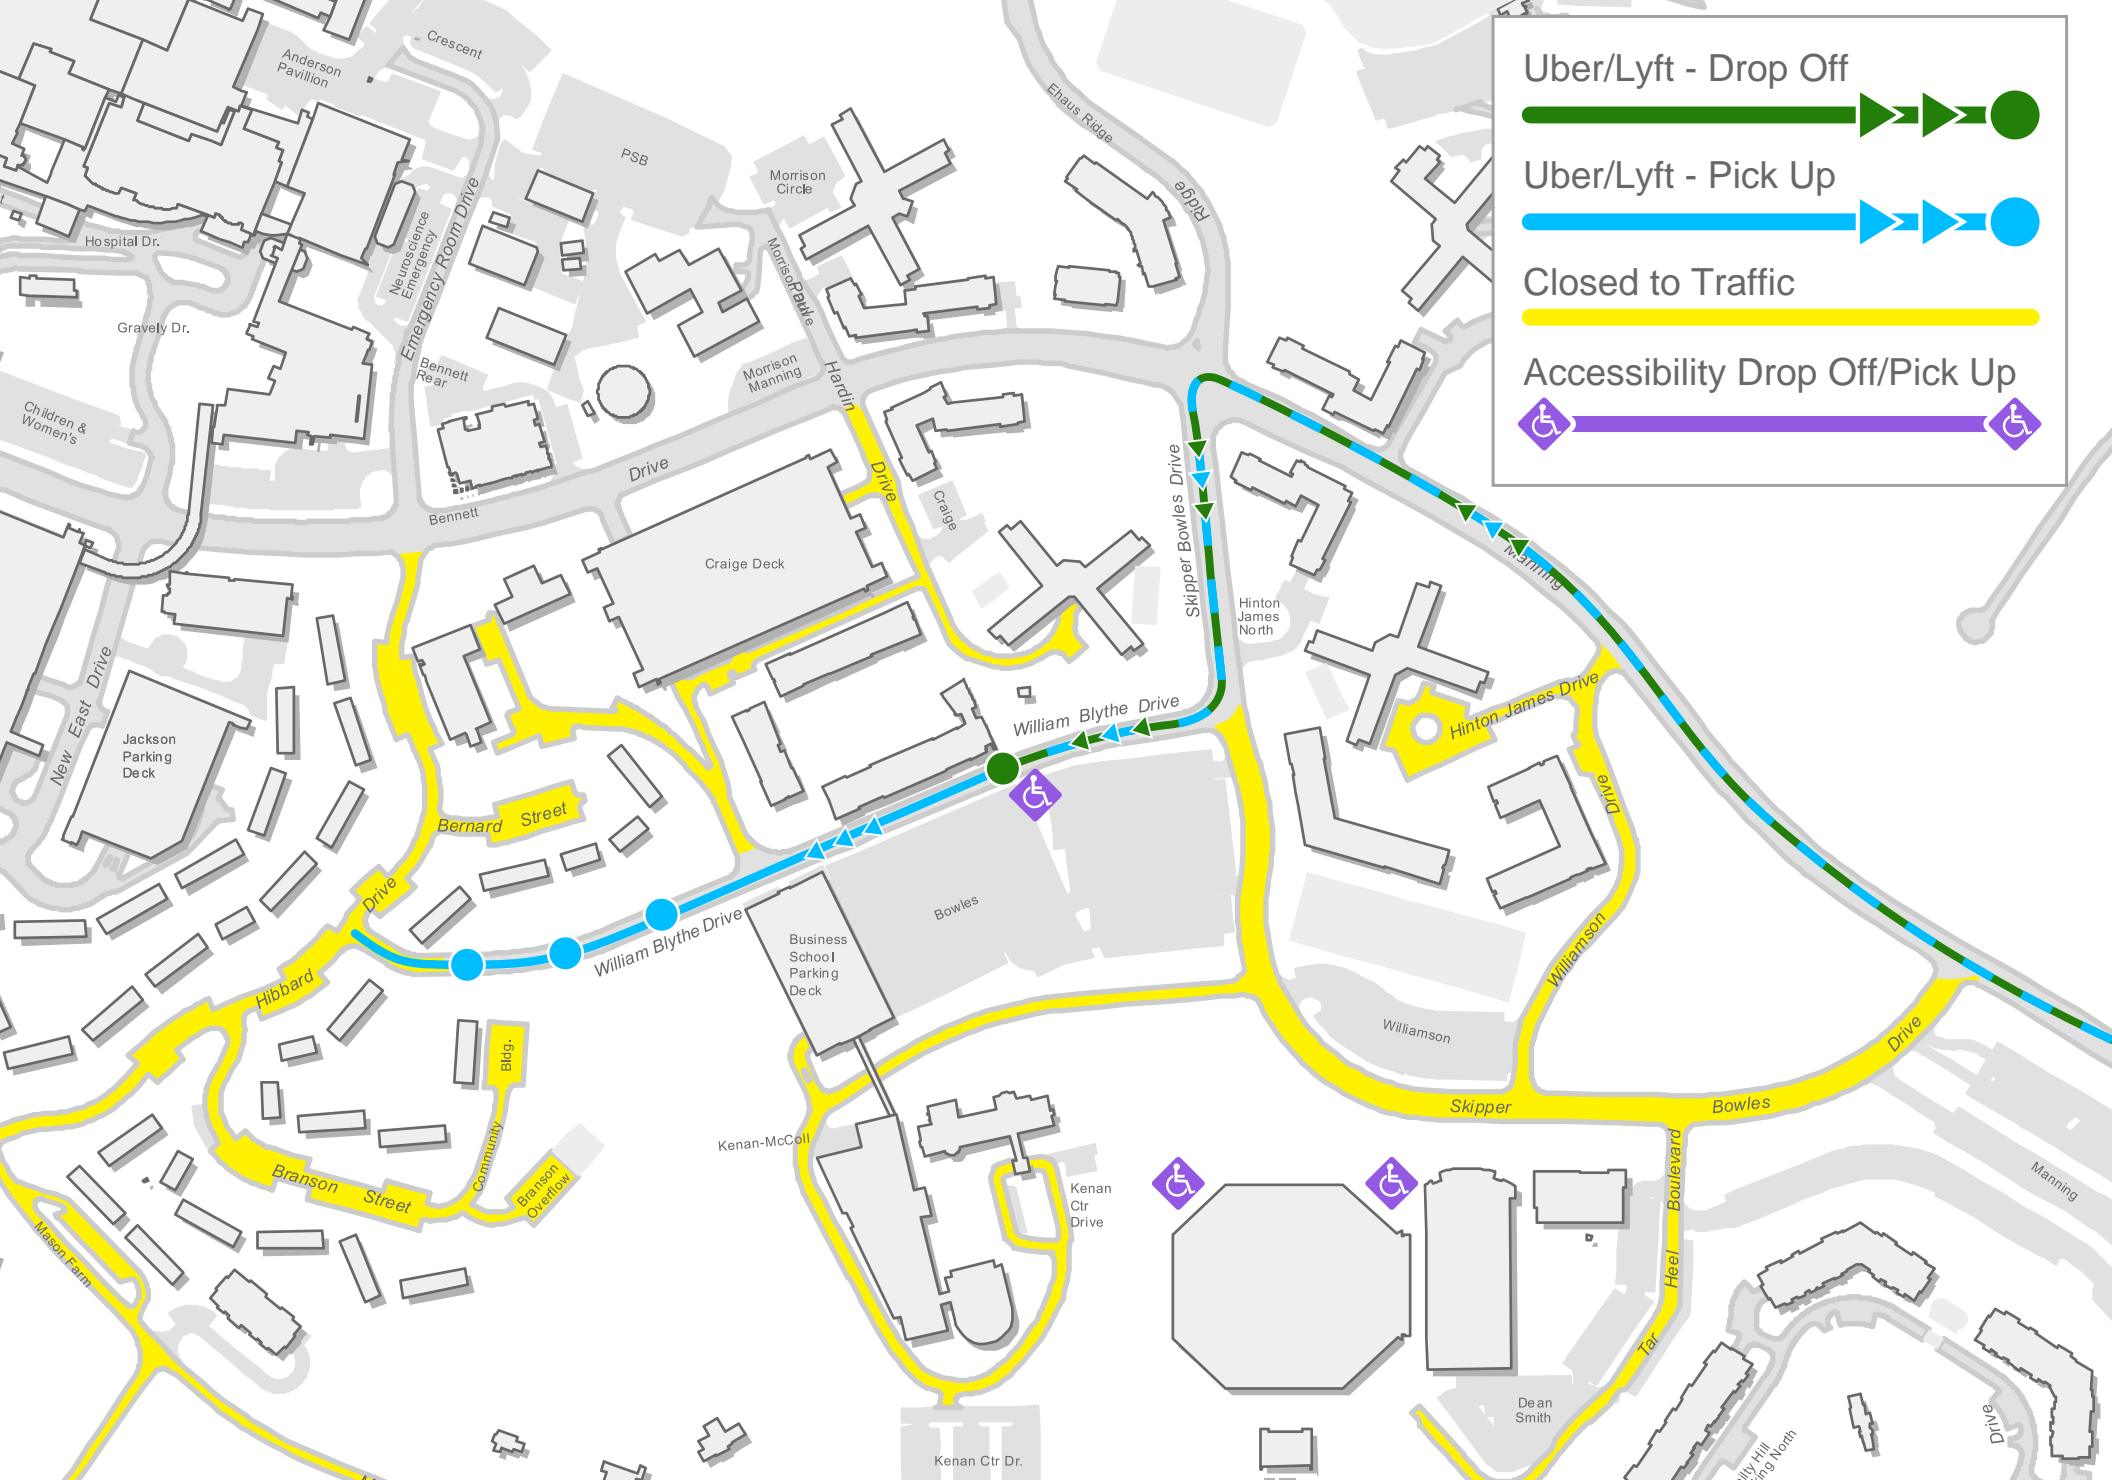 Uber/Lyft - Drop Off
Uber/Lyft - Pick Up
Closed to Traffic
Accessibility Drop Off/Pick Up
Crescent
Anderson
Pavilion
PSB
Morrison
Circle
Ehaus Ridge
Ridge
Hospital Dr.
Neuroscience
Emergency
Emergency Room Drive
Gravely Dr.
Bennett
Rear
Morrison
Manning
Hardin
Drive
Children &
Women's
Drive
Bennett
Craige
Craige Deck
Skipper Bowles Drive
Manning
Hinton
James
North
New East Drive
Jackson
Parking
Deck
William Blythe Drive
Hinton James Drive
Drive
Bernard Street
Drive
Hibbard
William Blythe Drive
Business
School
Parking
Deck
Bowles
Williamson
Williamson
Drive
Skipper
Bowles
Bldg.
Community
Branson
Street
Branson
Overflow
Mason Farm
Kenan-McColl
Kenan
Ctr
Drive
Tar Heel Boulevard
Manning
Dean
Smith
Drive
Kenan Ctr Dr.